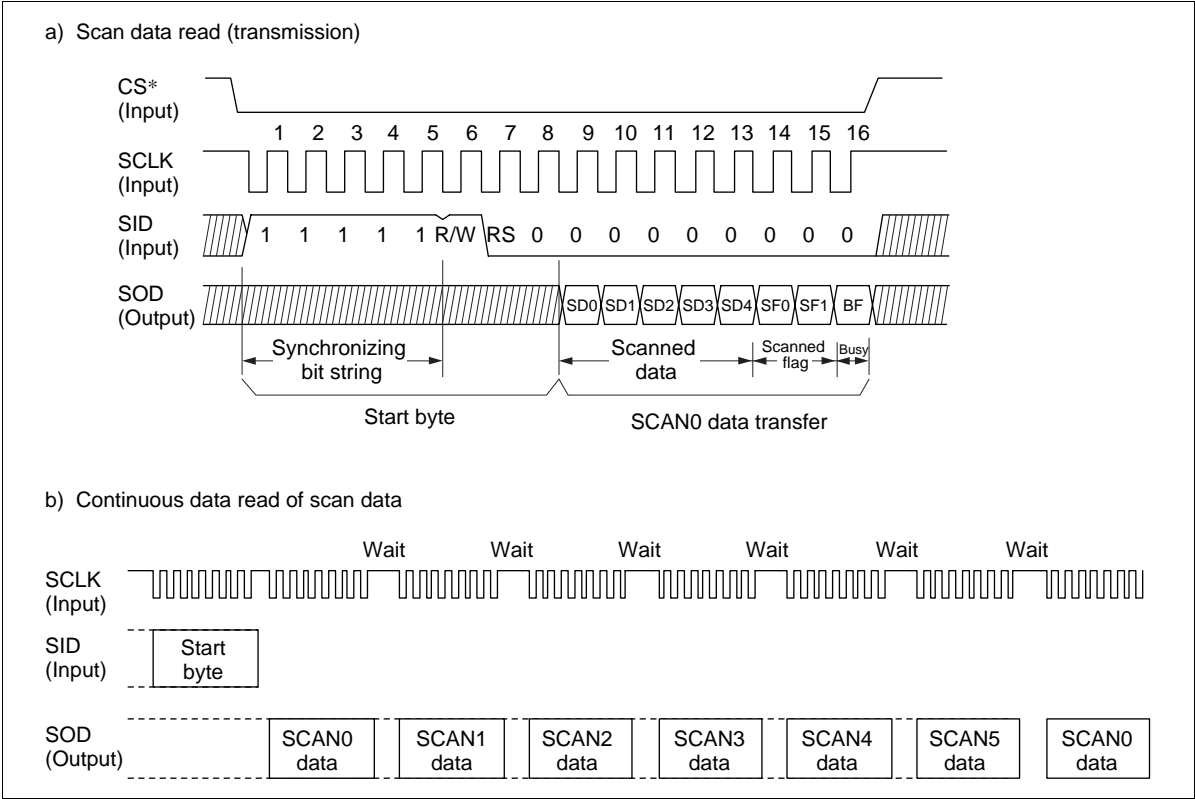 a) Scan data read (transmission)
CS*
(Input)
1 2 3 4 5 6 7 8 9 10 11 12 13 14 15 16
SCLK
(Input)
SID
(Input)
1 1 1 1 1 R/W RS 0 0 0 0 0 0 0 0 0
SOD
(Output)
SD0 SD1 SD2 SD3 SD4 SF0 SF1 BF
Synchronizing
bit string
Scanned
data
Scanned
flag
Busy
Start byte
SCAN0 data transfer
b) Continuous data read of scan data
Wait Wait Wait Wait Wait Wait
SCLK
(Input)
SID
(Input)
Start
byte
SOD
(Output)
SCAN0
data
SCAN1
data
SCAN2
data
SCAN3
data
SCAN4
data
SCAN5
data
SCAN0
data